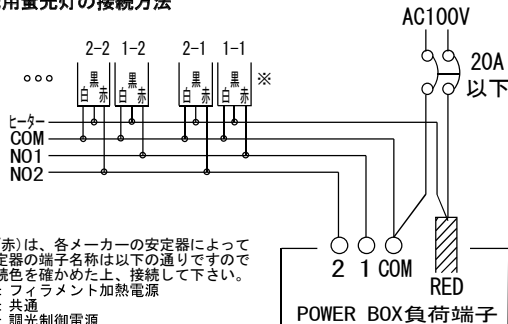 用蛍光灯の接続方法
AC100V
20A
以下
2-2 1-2 2-1 1-1
黒 黒 黒 黒 ※
白 赤 白 赤 白 赤 白 赤
ヒーター
COM
NO1
NO2
赤)は、各メーカーの安定器によって
定器の端子名称は以下の通りですので
続色を確かめた上、接続して下さい。
: フィラメント加熱電源
: 共通
: 調光制御電源
2 1 COM
RED
POWER BOX負荷端子